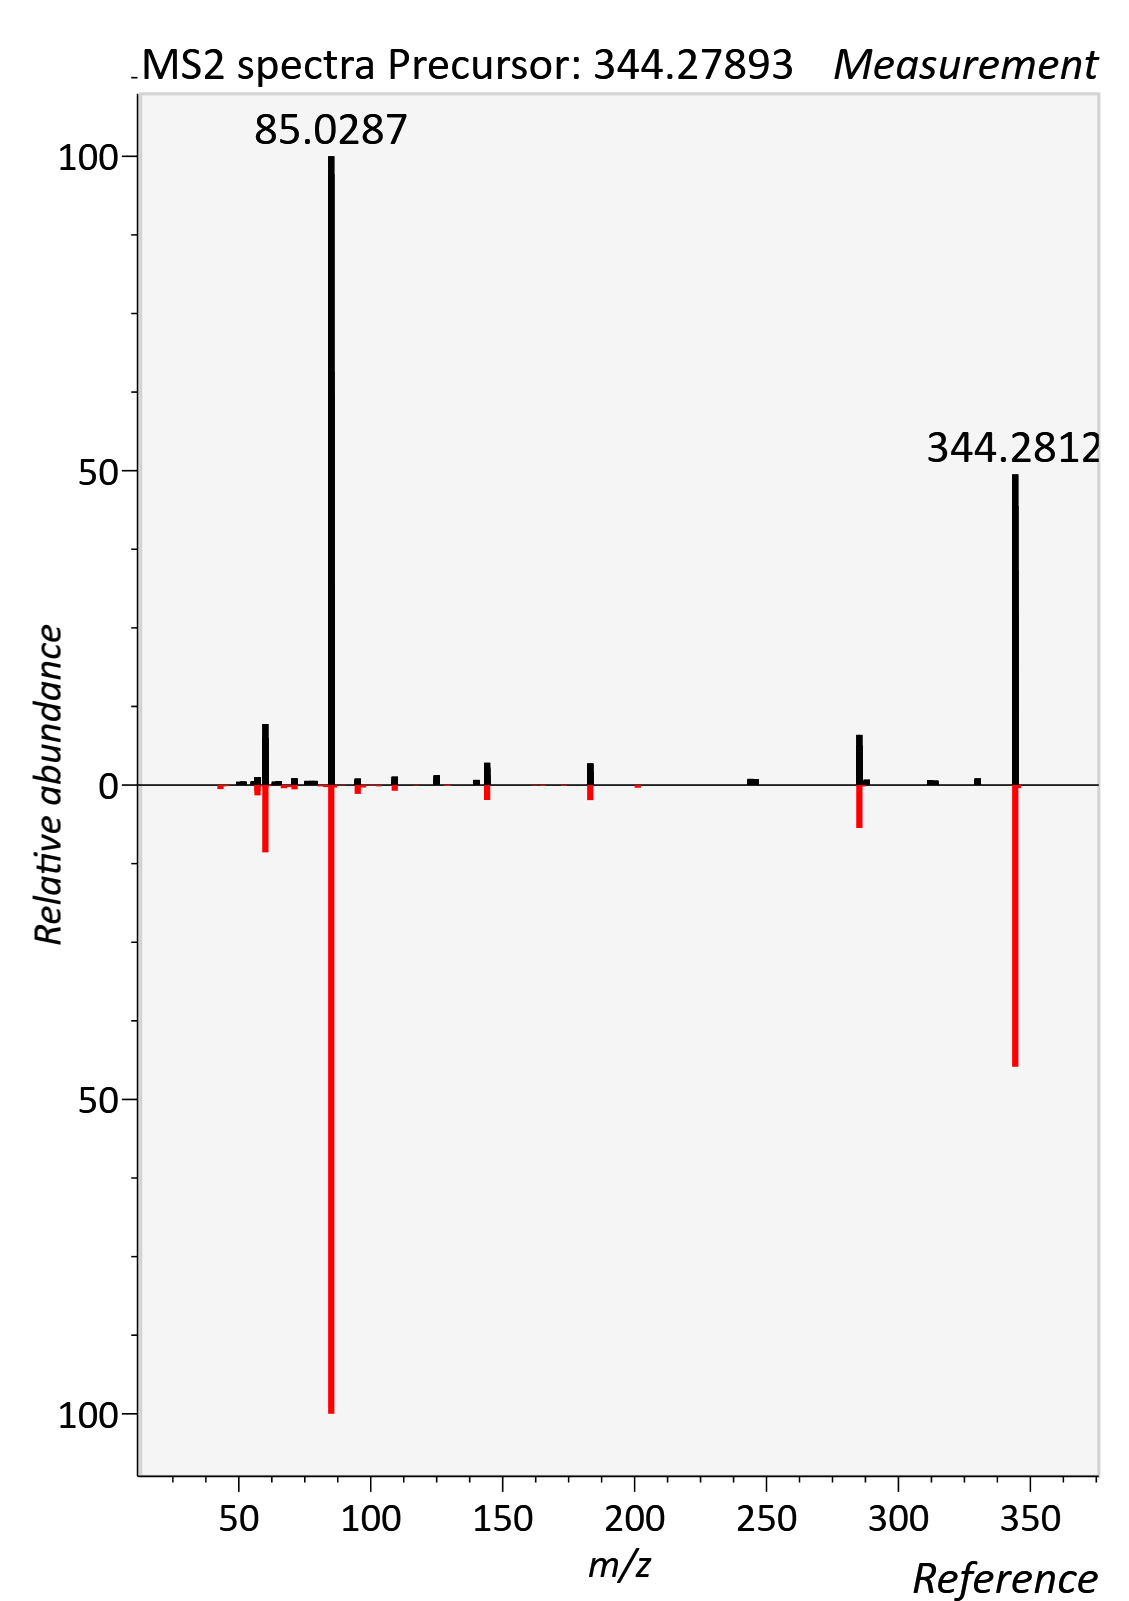 MS2 spectra Precursor: 344.27893 Measurement
85.0287
100
344.2812
50
0
50
100
Relative abundance
50 100 150 200 250 300 350
m/z
Reference